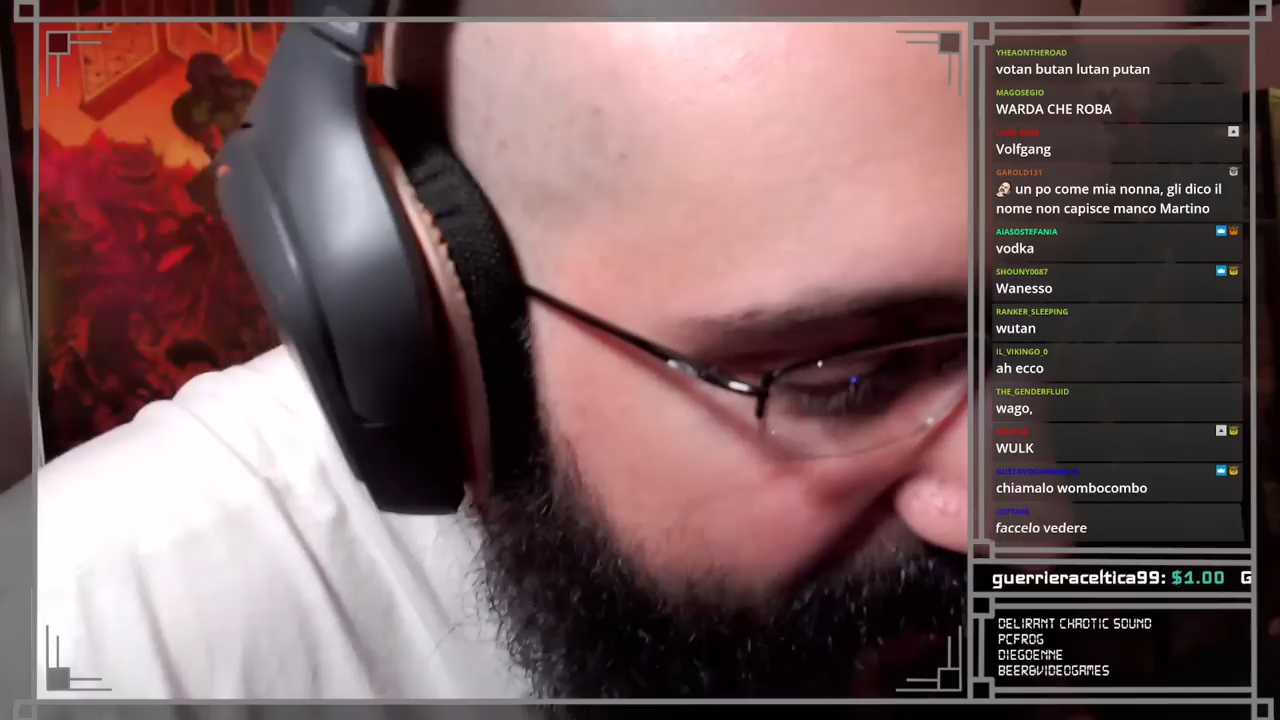 YHEAONTHEROAD
votan butan lutan putan
MAGOSEGIO
WARDA CHE ROBA
Volfgang
GAROLD131
un po come mia nonna, gli dico il
nome non capisce manco Martino
AIASOSTEFANIA
vodka
SHOUNY0087
Wanesso
RANKER_SLEEPING
wutan
IL_VIKINGO_0
ah ecco
THE_GENDERFLUID
wago,
WULK
chiamalo wombocombo
faccelo vedere
guerrieraceltica99: $1.00 G
DELIRANT CHAOTIC SOUND
PCFROG
DIEGOENNE
BEER&VIDEOGAMES